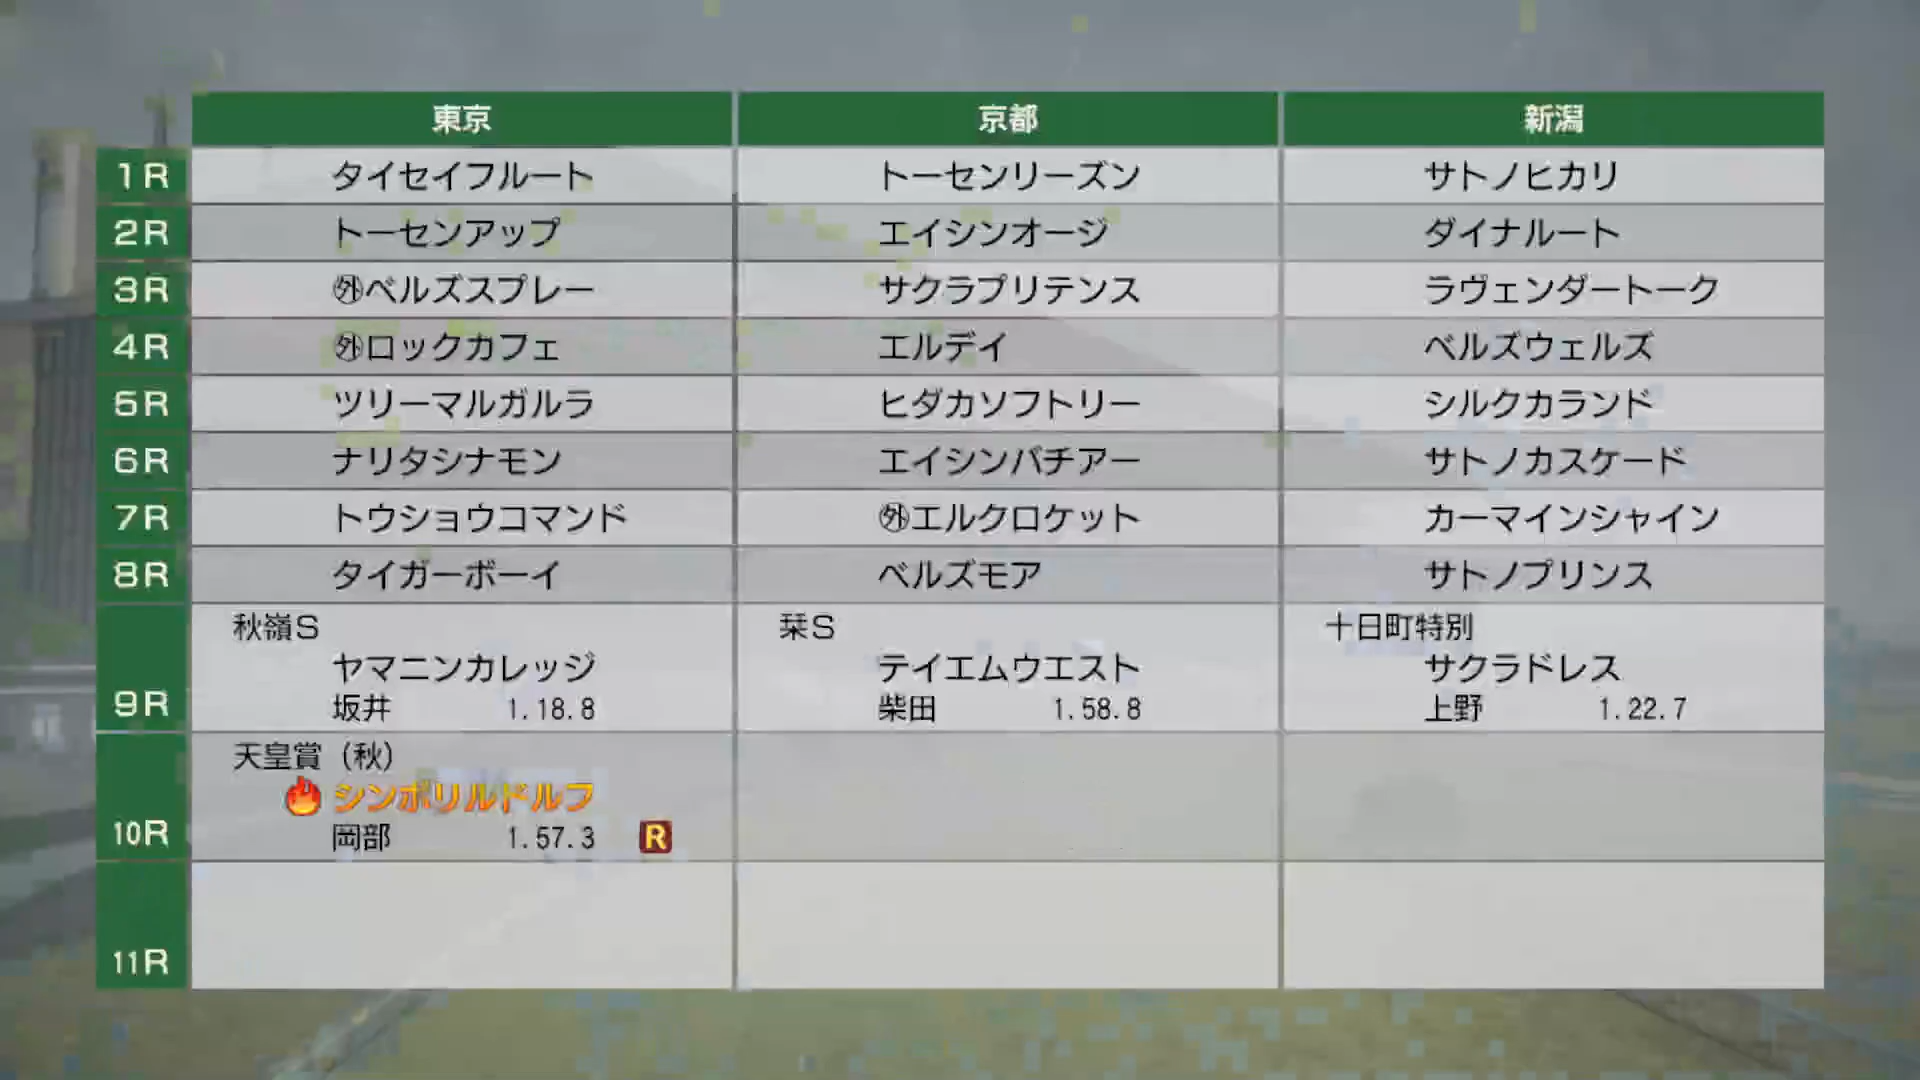 東京 京都 新潟
1R タイセイフルート トーセンリーズン サトノヒカリ
2R トーセンアップ エイシンオージ ダイナルート
3R ㊕ベルズスプレー サクラプリテンス ラヴェンダートーク
4R 外ロックカフェ エルデイ ベルズウェルズ
5R ツリーマルガルラ ヒダカソフトリー シルクカランド
6R ナリタシナモン エイシンバチアー サトノカスケード
7R トウショウコマンド 外エルクロケット カーマインシャイン
8R タイガーボーイ ベルズモア サトノプリンス
秋嶺S 栞S 十日町特別
ヤマニンカレッジ テイエムウエスト サクラドレス
9R 坂井 1.18.8 柴田 1.58.8 上野 1.22.7
天皇賞（秋）
シンボリルドルフ
10R 岡部 1.57.3 R
11R